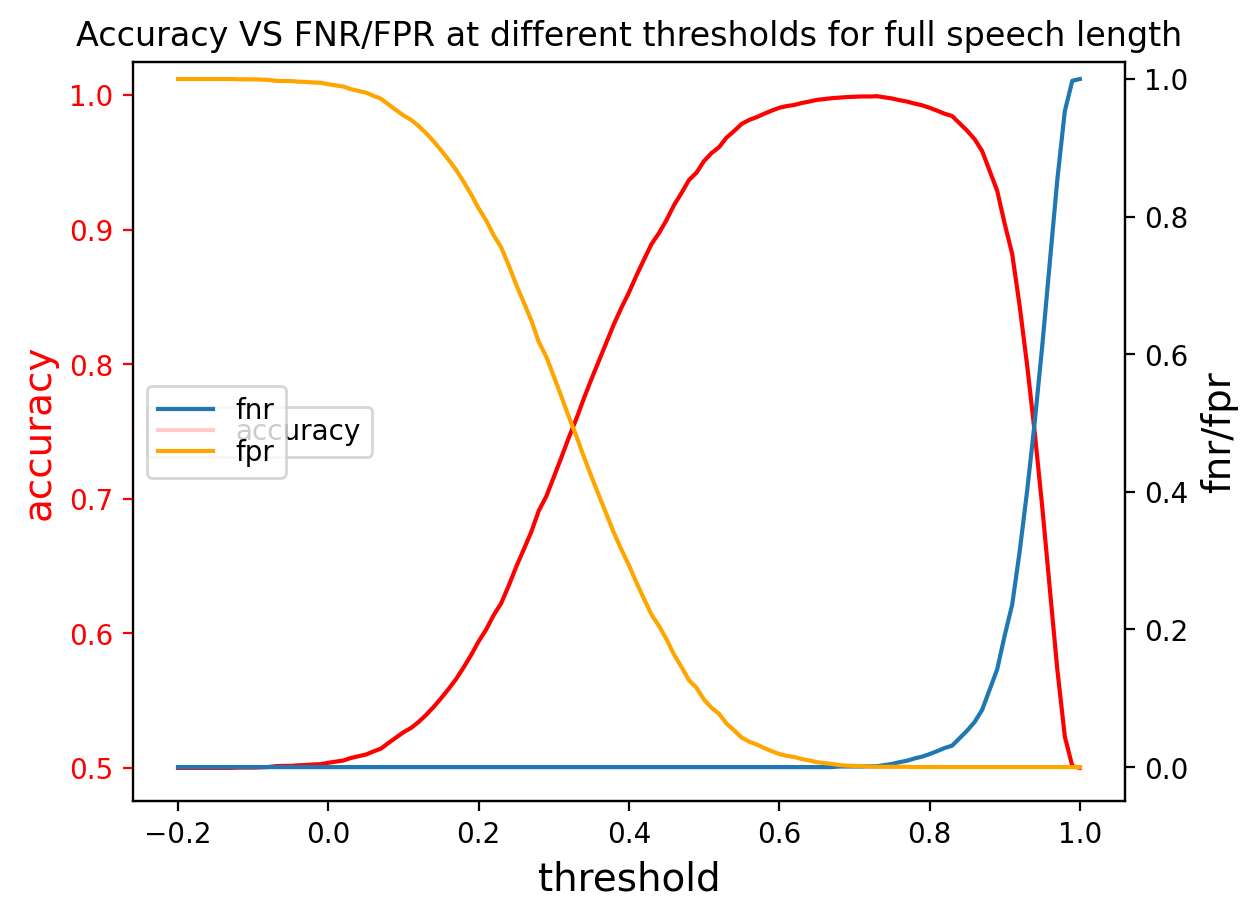 Accuracy VS FNR/FPR at different thresholds for full speech length
1.0
0.9
0.8
0.7
0.6
0.5
accuracy
fnr
accuracy
fpr
1.0
0.8
0.6
0.4
0.2
0.0
fnr/fpr
−0.2 0.0 0.2 0.4 0.6 0.8 1.0
threshold